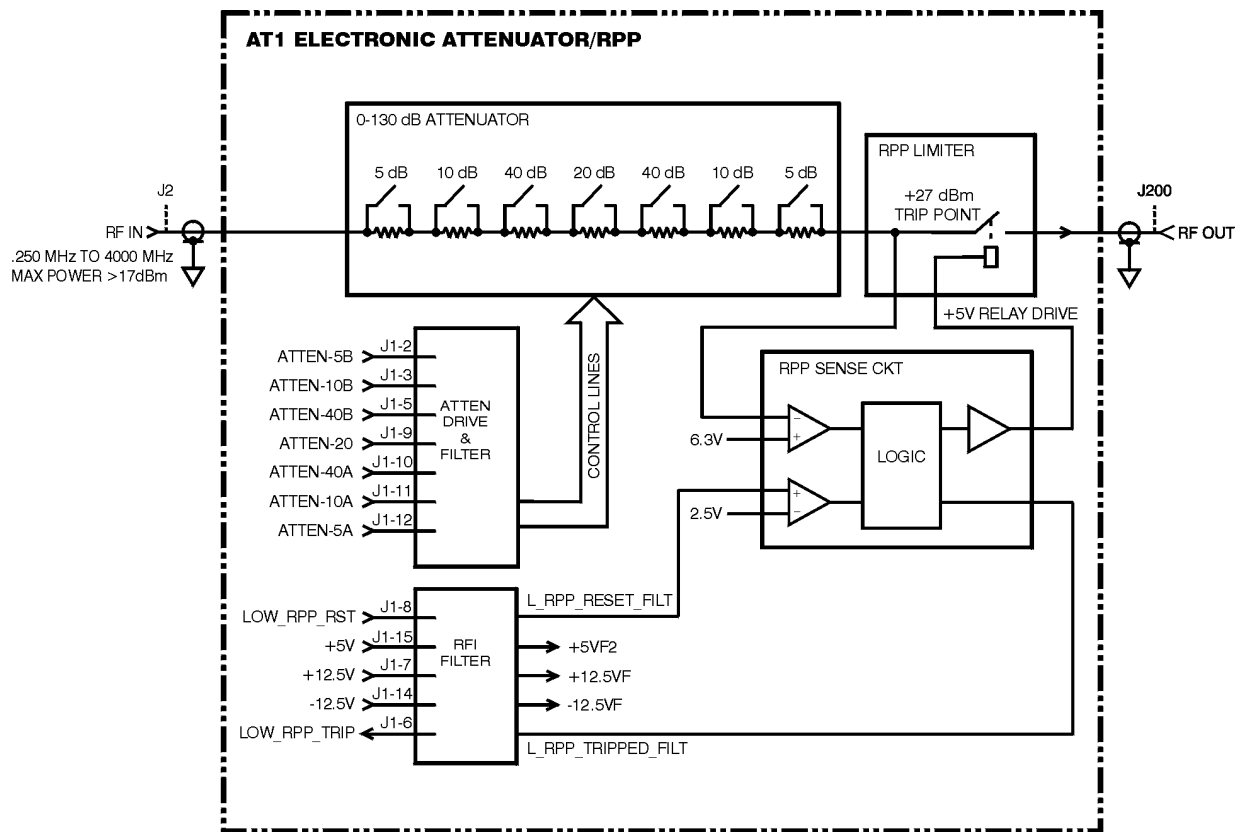 AT1 ELECTRONIC ATTENUATOR/RPP
0-130 dB ATTENUATOR
5 dB
10 dB
40 dB
20 dB
40 dB
10 dB
5 dB
RPP LIMITER
+27 dBm
TRIP POINT
J2
RF IN
.250 MHz TO 4000 MHz
MAX POWER >17dBm
J200
RF OUT
+5V RELAY DRIVE
ATTEN-5B
J1-2
ATTEN-10B
J1-3
ATTEN-40B
J1-5
ATTEN-20
J1-9
ATTEN-40A
J1-10
ATTEN-10A
J1-11
ATTEN-5A
J1-12
ATTEN
DRIVE
&
FILTER
CONTROL LINES
RPP SENSE CKT
−
6.3V
+
+
2.5V
−
LOGIC
LOW_RPP_RST
J1-8
+5V
J1-15
+12.5V
J1-7
-12.5V
J1-14
LOW_RPP_TRIP
J1-6
RFI
FILTER
L_RPP_RESET_FILT
+5VF2
+12.5VF
-12.5VF
L_RPP_TRIPPED_FILT